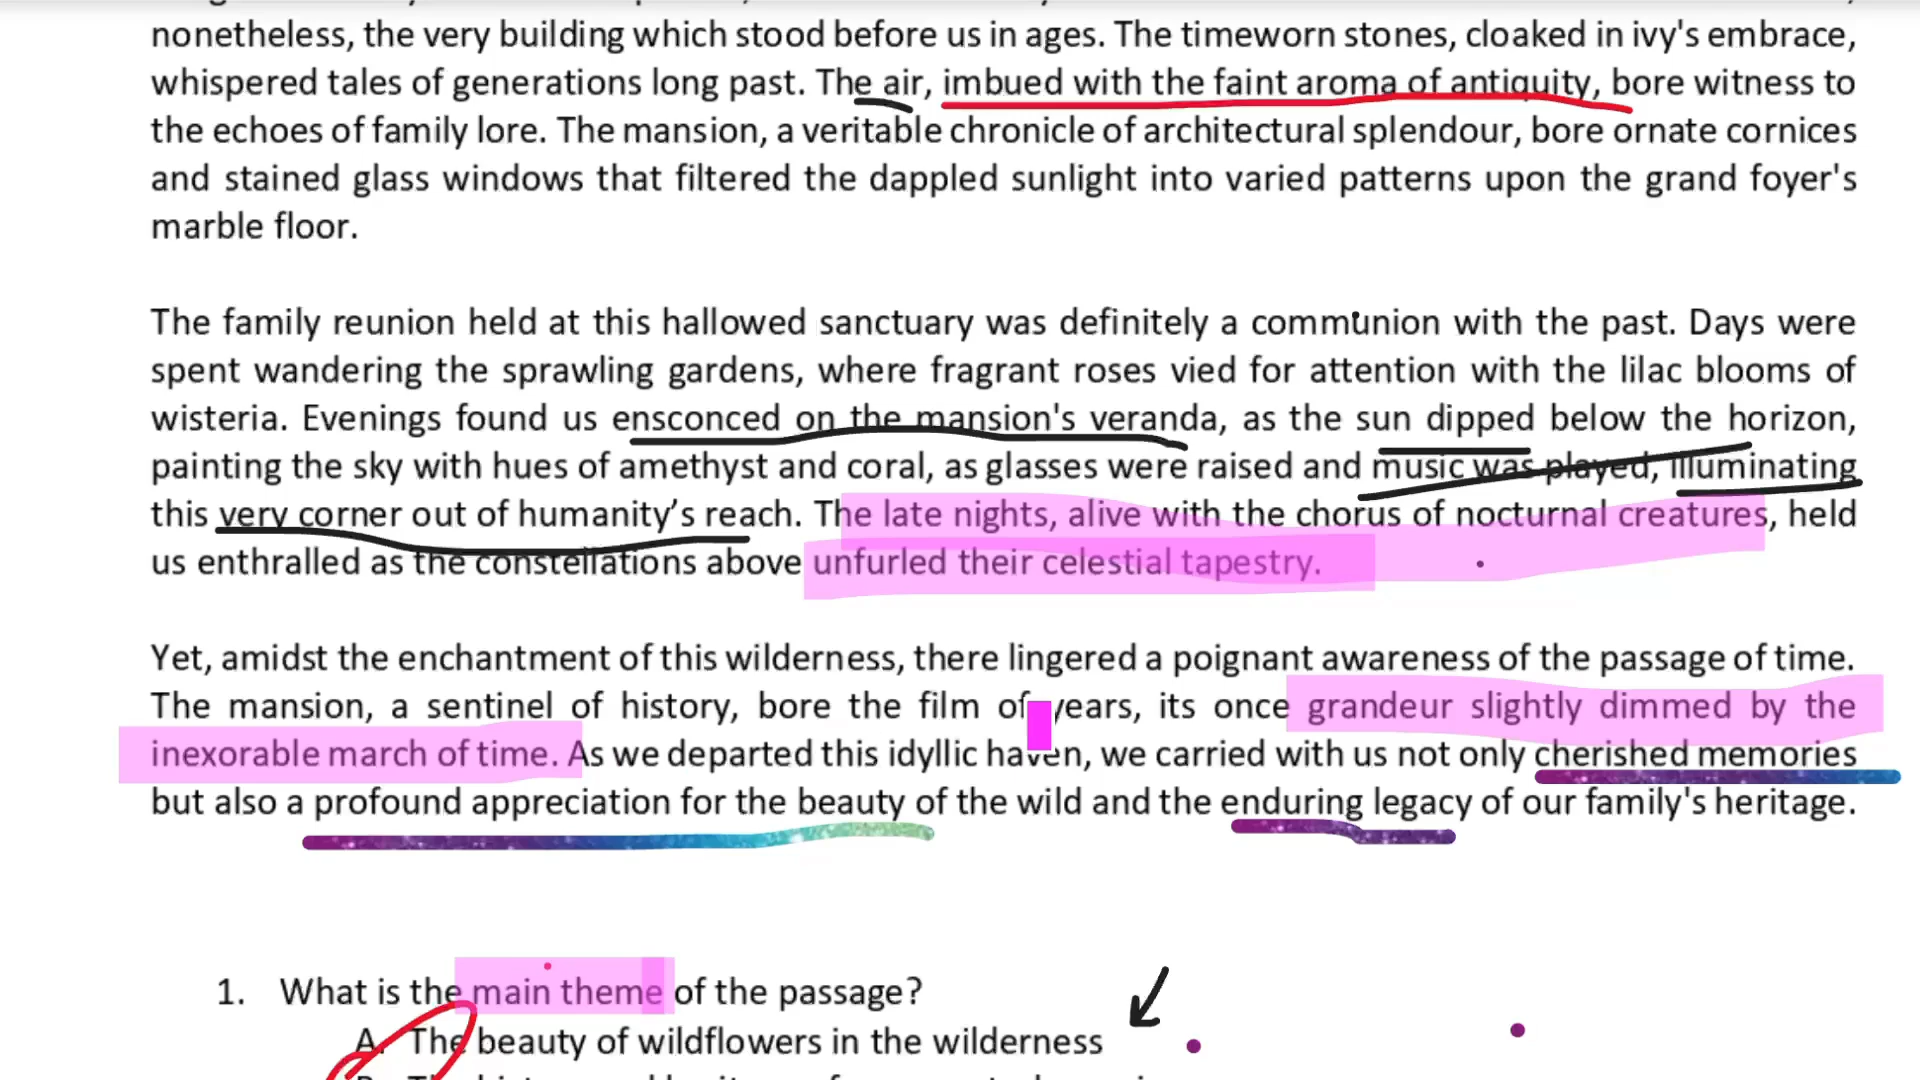 nonetheless, the very building which stood before us in ages. The timeworn stones, cloaked in ivy's embrace,
whispered tales of generations long past. The air, imbued with the faint aroma of antiquity, bore witness to
the echoes of family lore. The mansion, a veritable chronicle of architectural splendour, bore ornate cornices
and stained glass windows that filtered the dappled sunlight into varied patterns upon the grand foyer's
marble floor.
The family reunion held at this hallowed sanctuary was definitely a communion with the past. Days were
spent wandering the sprawling gardens, where fragrant roses vied for attention with the lilac blooms of
wisteria. Evenings found us ensconced on the mansion's veranda, as the sun dipped below the horizon,
painting the sky with hues of amethyst and coral, as glasses were raised and music was played, illuminating
this very corner out of humanity’s reach. The late nights, alive with the chorus of nocturnal creatures, held
us enthralled as the constellations above unfurled their celestial tapestry.
Yet, amidst the enchantment of this wilderness, there lingered a poignant awareness of the passage of time.
The mansion, a sentinel of history, bore the film of years, its once grandeur slightly dimmed by the
inexorable march of time. As we departed this idyllic haven, we carried with us not only cherished memories
but also a profound appreciation for the beauty of the wild and the enduring legacy of our family's heritage.
1. What is the main theme of the passage?
A. The beauty of wildflowers in the wilderness